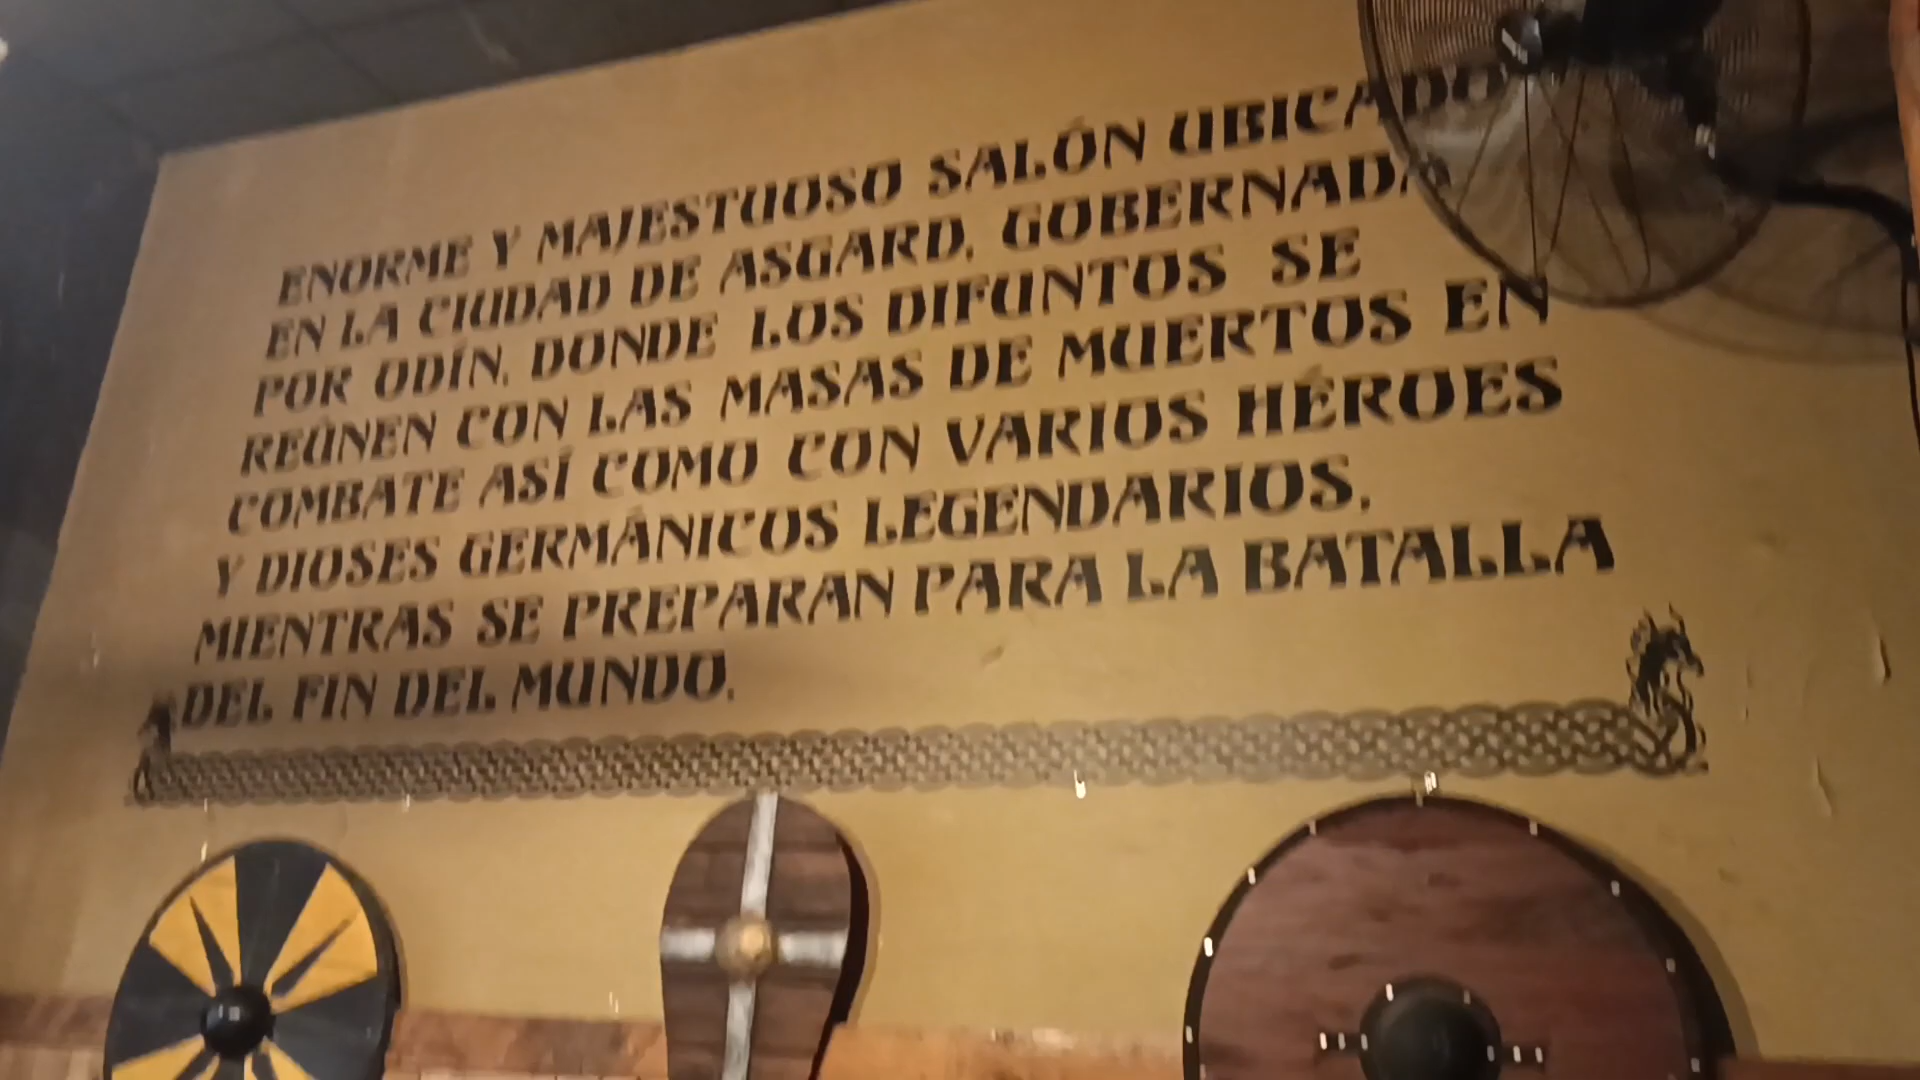 ENORME Y MAJESTUOSO SALÓN UBICADO
EN LA CIUDAD DE ASGARD, GOBERNADA
POR ODÍN, DONDE LOS DIFUNTOS SE
REÚNEN CON LAS MASAS DE MUERTOS EN
COMBATE ASÍ COMO CON VARIOS HÉROES
Y DIOSES GERMÁNICOS LEGENDARIOS,
MIENTRAS SE PREPARAN PARA LA BATALLA
DEL FIN DEL MUNDO.